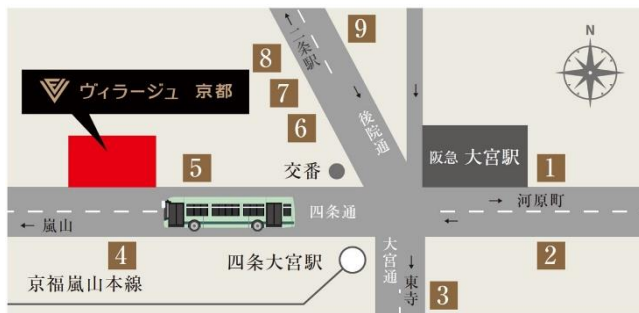 9
N
二条駅
8
ヴィラージュ 京都
7
後院通
6
交番
阪急 大宮駅
1
5
四条通
河原町
嵐山
4
四条大宮駅
大宮通
2
京福嵐山本線
東寺
3